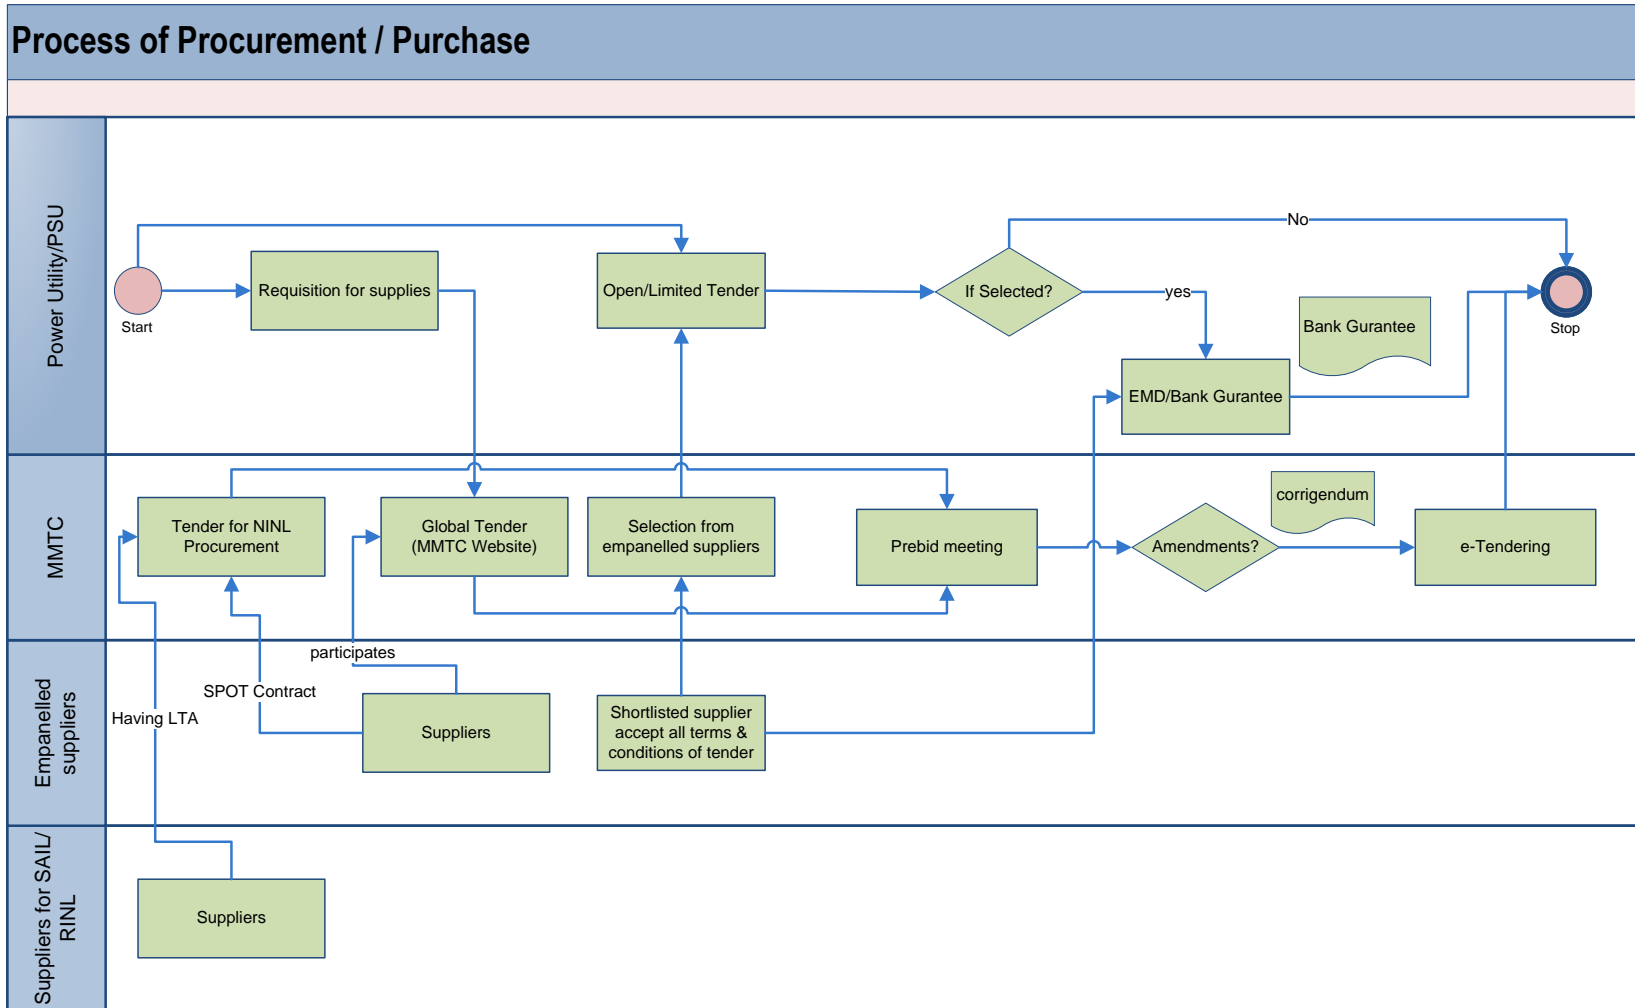 Process of Procurement / Purchase
Power Utility/PSU
No
Requisition for supplies
Open/Limited Tender
If Selected?
yes
Bank Gurantee
Start
Stop
EMD/Bank Gurantee
MMTC
Tender for NINL
Procurement
Global Tender
(MMTC Website)
Selection from
empanelled suppliers
Prebid meeting
Amendments?
corrigendum
e-Tendering
Empanelled
suppliers
participates
SPOT Contract
Having LTA
Suppliers
Shortlisted supplier
accept all terms &
conditions of tender
Suppliers for SAIL/
RINL
Suppliers